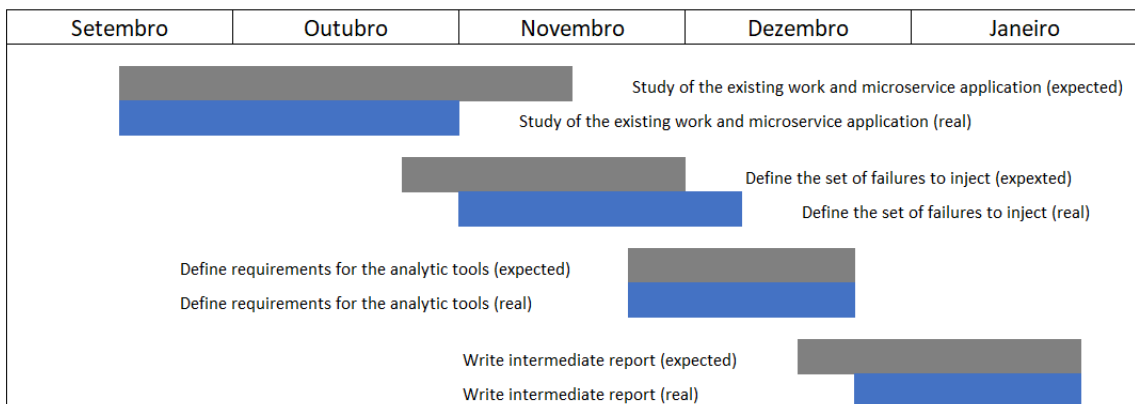 Setembro Outubro Novembro Dezembro Janeiro
Study of the existing work and microservice application (expected)
Study of the existing work and microservice application (real)
Define the set of failures to inject (expexted)
Define the set of failures to inject (real)
Define requirements for the analytic tools (expected)
Define requirements for the analytic tools (real)
Write intermediate report (expected)
Write intermediate report (real)